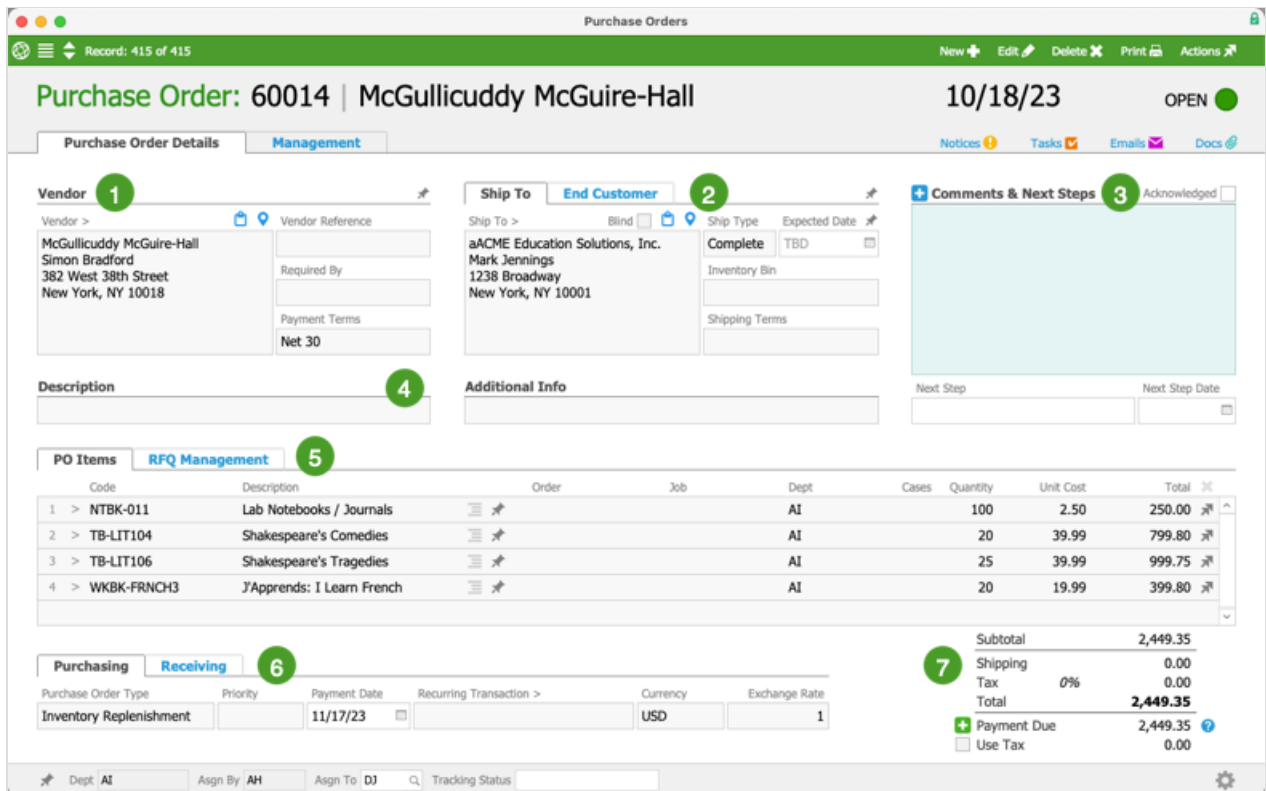 Purchase Orders
Record: 415 of 415 New Edit Delete Print Actions
Purchase Order: 60014 | McGullicuddy McGuire-Hall 10/18/23 OPEN
Purchase Order Details Management Notices Tasks Emails Docs
Vendor 1 Ship To End Customer 2 Comments & Next Steps 3 Acknowledged
Vendor > Vendor Reference Ship To > Blind Ship Type Expected Date
McGullicuddy McGuire-Hall aACME Education Solutions, Inc. Complete TBD
Simon Bradford Mark Jennings
382 West 38th Street Required By 1238 Broadway Inventory Bin
New York, NY 10018 New York, NY 10001
Payment Terms Shipping Terms
Net 30
Description 4 Additional Info Next Step Next Step Date
PO Items RFQ Management 5
Code Description Order Job Dept Cases Quantity Unit Cost Total
1 > NTBK-011 Lab Notebooks / Journals AI 100 2.50 250.00
2 > TB-LIT104 Shakespeare's Comedies AI 20 39.99 799.80
3 > TB-LIT106 Shakespeare's Tragedies AI 25 39.99 999.75
4 > WKBK-FRNCH3 J'Apprends: I Learn French AI 20 19.99 399.80
Subtotal 2,449.35
Purchasing Receiving 6 7 Shipping 0.00
Tax 0% 0.00
Purchase Order Type Priority Payment Date Recurring Transaction > Currency Exchange Rate Total 2,449.35
Inventory Replenishment 11/17/23 USD 1 Payment Due 2,449.35
Use Tax 0.00
Dept AI Asgn By AH Asgn To DJ Tracking Status